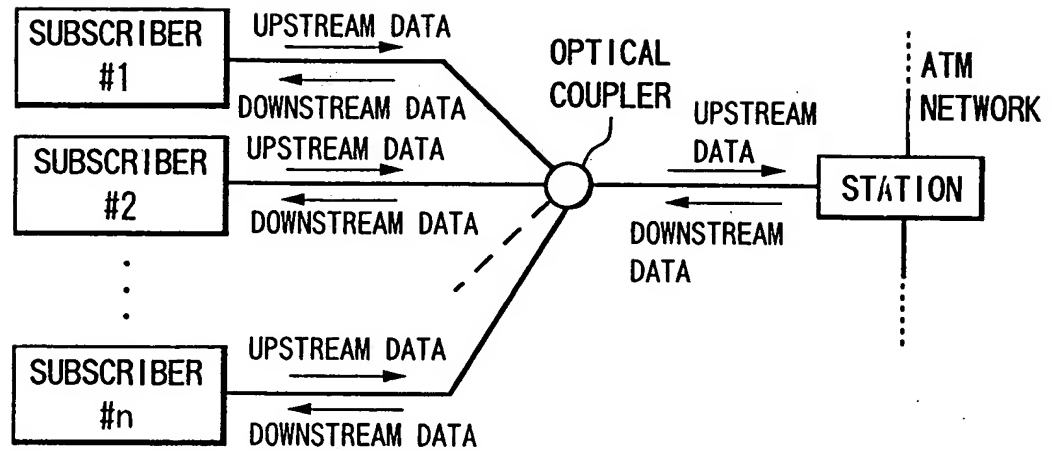 SUBSCRIBER
#1
UPSTREAM DATA
DOWNSTREAM DATA
SUBSCRIBER
#2
UPSTREAM DATA
DOWNSTREAM DATA
SUBSCRIBER
#n
UPSTREAM DATA
DOWNSTREAM DATA
OPTICAL
COUPLER
UPSTREAM
DATA
DOWNSTREAM
DATA
STATION
ATM
NETWORK